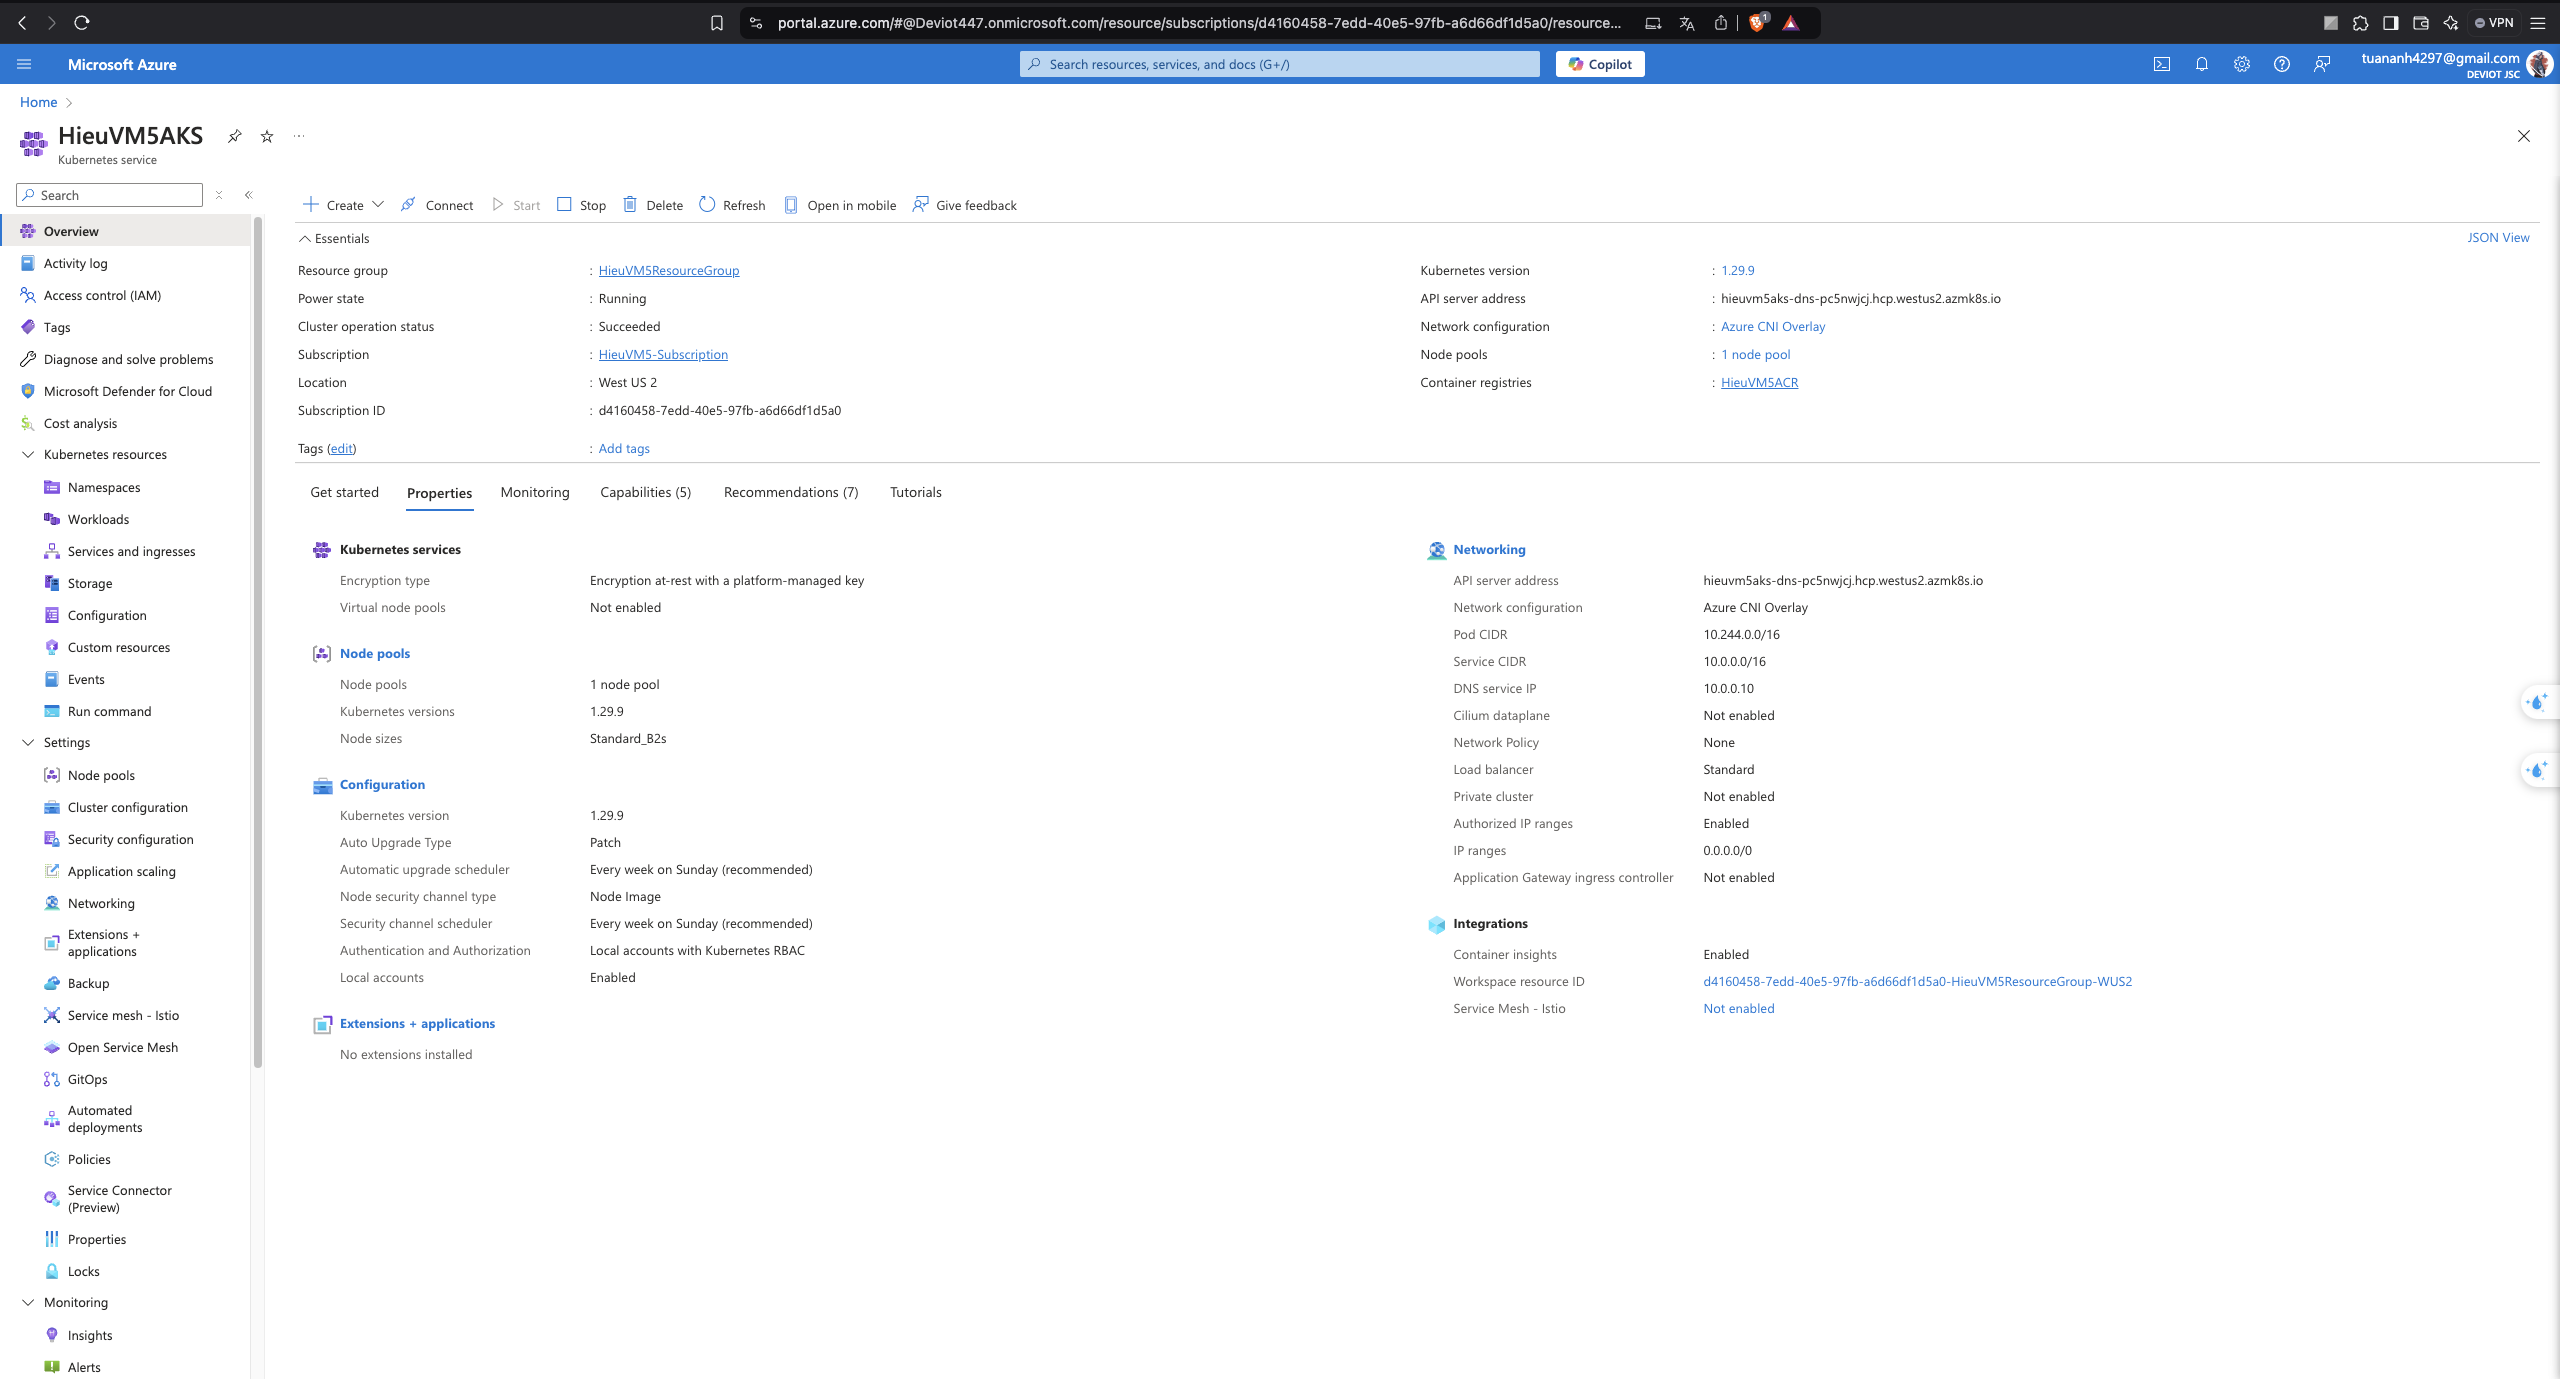 portal.azure.com/#@Deviot447.onmicrosoft.com/resource/subscriptions/d4160458-7edd-40e5-97fb-a6d66df1d5a0/resource...
1
VPN
Microsoft Azure
Search resources, services, and docs (G+/)
Copilot
tuananh4297@gmail.com
DEVIOT JSC
Home
HieuVM5AKS
Kubernetes service
Search
Overview
Activity log
Access control (IAM)
Tags
Diagnose and solve problems
Microsoft Defender for Cloud
Cost analysis
Kubernetes resources
Namespaces
Workloads
Services and ingresses
Storage
Configuration
Custom resources
Events
Run command
Settings
Node pools
Cluster configuration
Security configuration
Application scaling
Networking
Extensions +
applications
Backup
Service mesh - Istio
Open Service Mesh
GitOps
Automated
deployments
Policies
Service Connector
(Preview)
Properties
Locks
Monitoring
Insights
Alerts
Create Connect Start Stop Delete Refresh Open in mobile Give feedback
Essentials
JSON View
Resource group : HieuVM5ResourceGroup
Power state : Running
Cluster operation status : Succeeded
Subscription : HieuVM5-Subscription
Location : West US 2
Subscription ID : d4160458-7edd-40e5-97fb-a6d66df1d5a0
Tags (edit) : Add tags
Kubernetes version : 1.29.9
API server address : hieuvm5aks-dns-pc5nwjcj.hcp.westus2.azmk8s.io
Network configuration : Azure CNI Overlay
Node pools : 1 node pool
Container registries : HieuVM5ACR
Get started Properties Monitoring Capabilities (5) Recommendations (7) Tutorials
Kubernetes services
Encryption type Encryption at-rest with a platform-managed key
Virtual node pools Not enabled
Node pools
Node pools 1 node pool
Kubernetes versions 1.29.9
Node sizes Standard_B2s
Configuration
Kubernetes version 1.29.9
Auto Upgrade Type Patch
Automatic upgrade scheduler Every week on Sunday (recommended)
Node security channel type Node Image
Security channel scheduler Every week on Sunday (recommended)
Authentication and Authorization Local accounts with Kubernetes RBAC
Local accounts Enabled
Extensions + applications
No extensions installed
Networking
API server address hieuvm5aks-dns-pc5nwjcj.hcp.westus2.azmk8s.io
Network configuration Azure CNI Overlay
Pod CIDR 10.244.0.0/16
Service CIDR 10.0.0.0/16
DNS service IP 10.0.0.10
Cilium dataplane Not enabled
Network Policy None
Load balancer Standard
Private cluster Not enabled
Authorized IP ranges Enabled
IP ranges 0.0.0.0/0
Application Gateway ingress controller Not enabled
Integrations
Container insights Enabled
Workspace resource ID d4160458-7edd-40e5-97fb-a6d66df1d5a0-HieuVM5ResourceGroup-WUS2
Service Mesh - Istio Not enabled